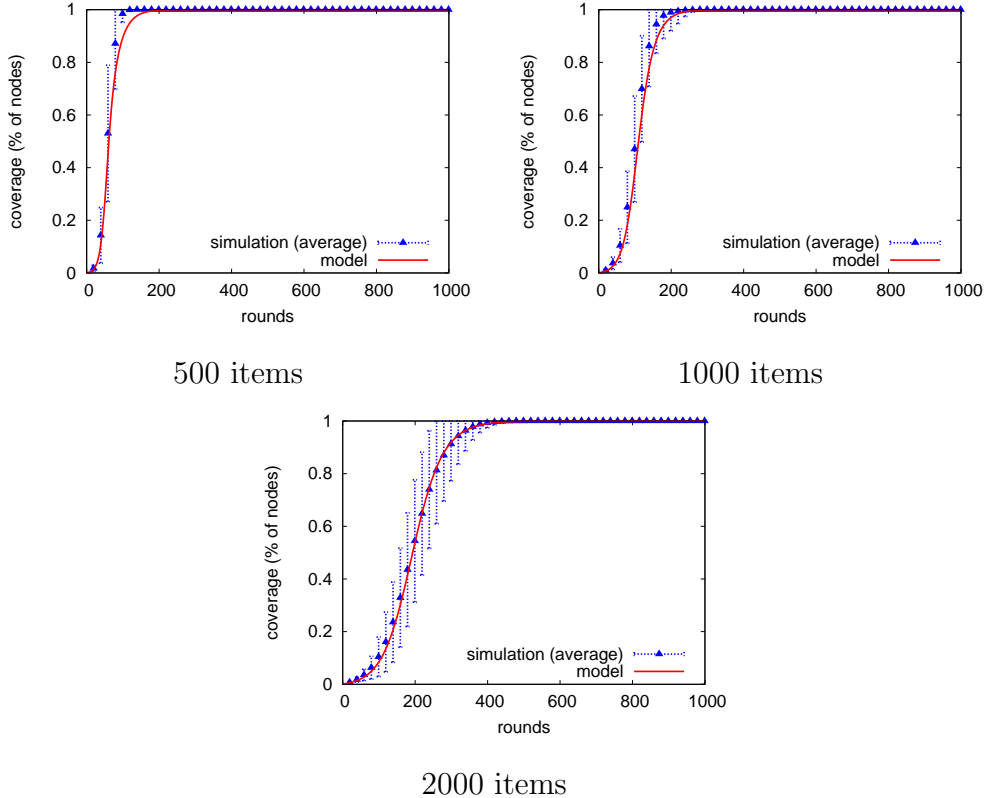 1
0.8
0.6
0.4
0.2
0
coverage (% of nodes)
simulation (average)
model
0 200 400 600 800 1000
rounds
500 items
1
0.8
0.6
0.4
0.2
0
coverage (% of nodes)
simulation (average)
model
0 200 400 600 800 1000
rounds
1000 items
1
0.8
0.6
0.4
0.2
0
coverage (% of nodes)
simulation (average)
model
0 200 400 600 800 1000
rounds
2000 items